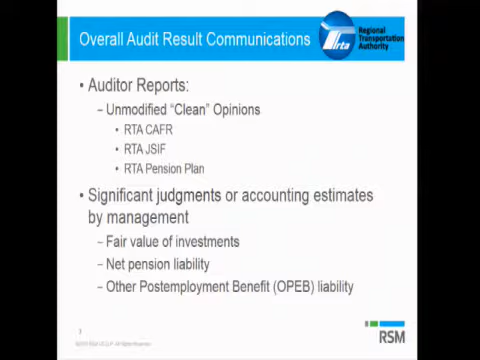 Overall Audit Result Communications
rta
Regional
Transportation
Authority
• Auditor Reports:
– Unmodified “Clean” Opinions
• RTA CAFR
• RTA JSIF
• RTA Pension Plan
• Significant judgments or accounting estimates
by management
– Fair value of investments
– Net pension liability
– Other Postemployment Benefit (OPEB) liability
RSM